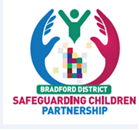 BRADFORD DISTRICT
SAFEGUARDING CHILDREN
PARTNERSHIP